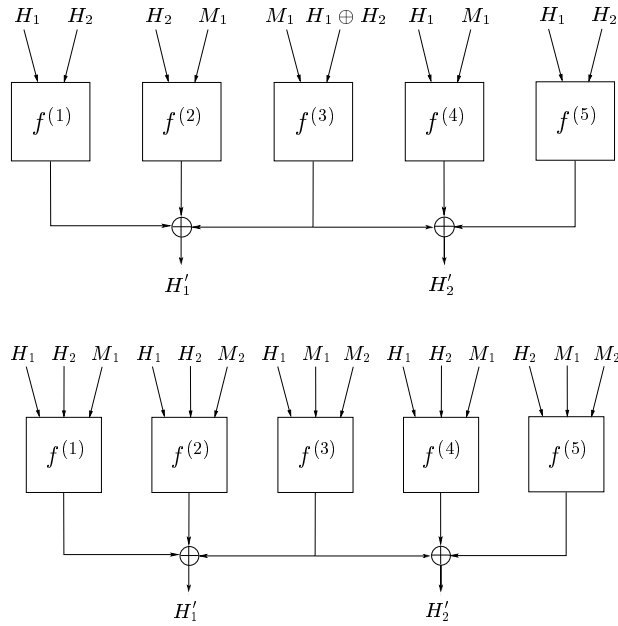 H₁ H₂ H₂ M₁ M₁ H₁ ⊕ H₂ H₁ M₁ H₁ H₂
f⁽¹⁾ f⁽²⁾ f⁽³⁾ f⁽⁴⁾ f⁽⁵⁾
H₁′ H₂′
H₁ H₂ M₁ H₁ H₂ M₂ H₁ M₁ M₂ H₁ H₂ M₁ H₂ M₁ M₂
f⁽¹⁾ f⁽²⁾ f⁽³⁾ f⁽⁴⁾ f⁽⁵⁾
H₁′ H₂′